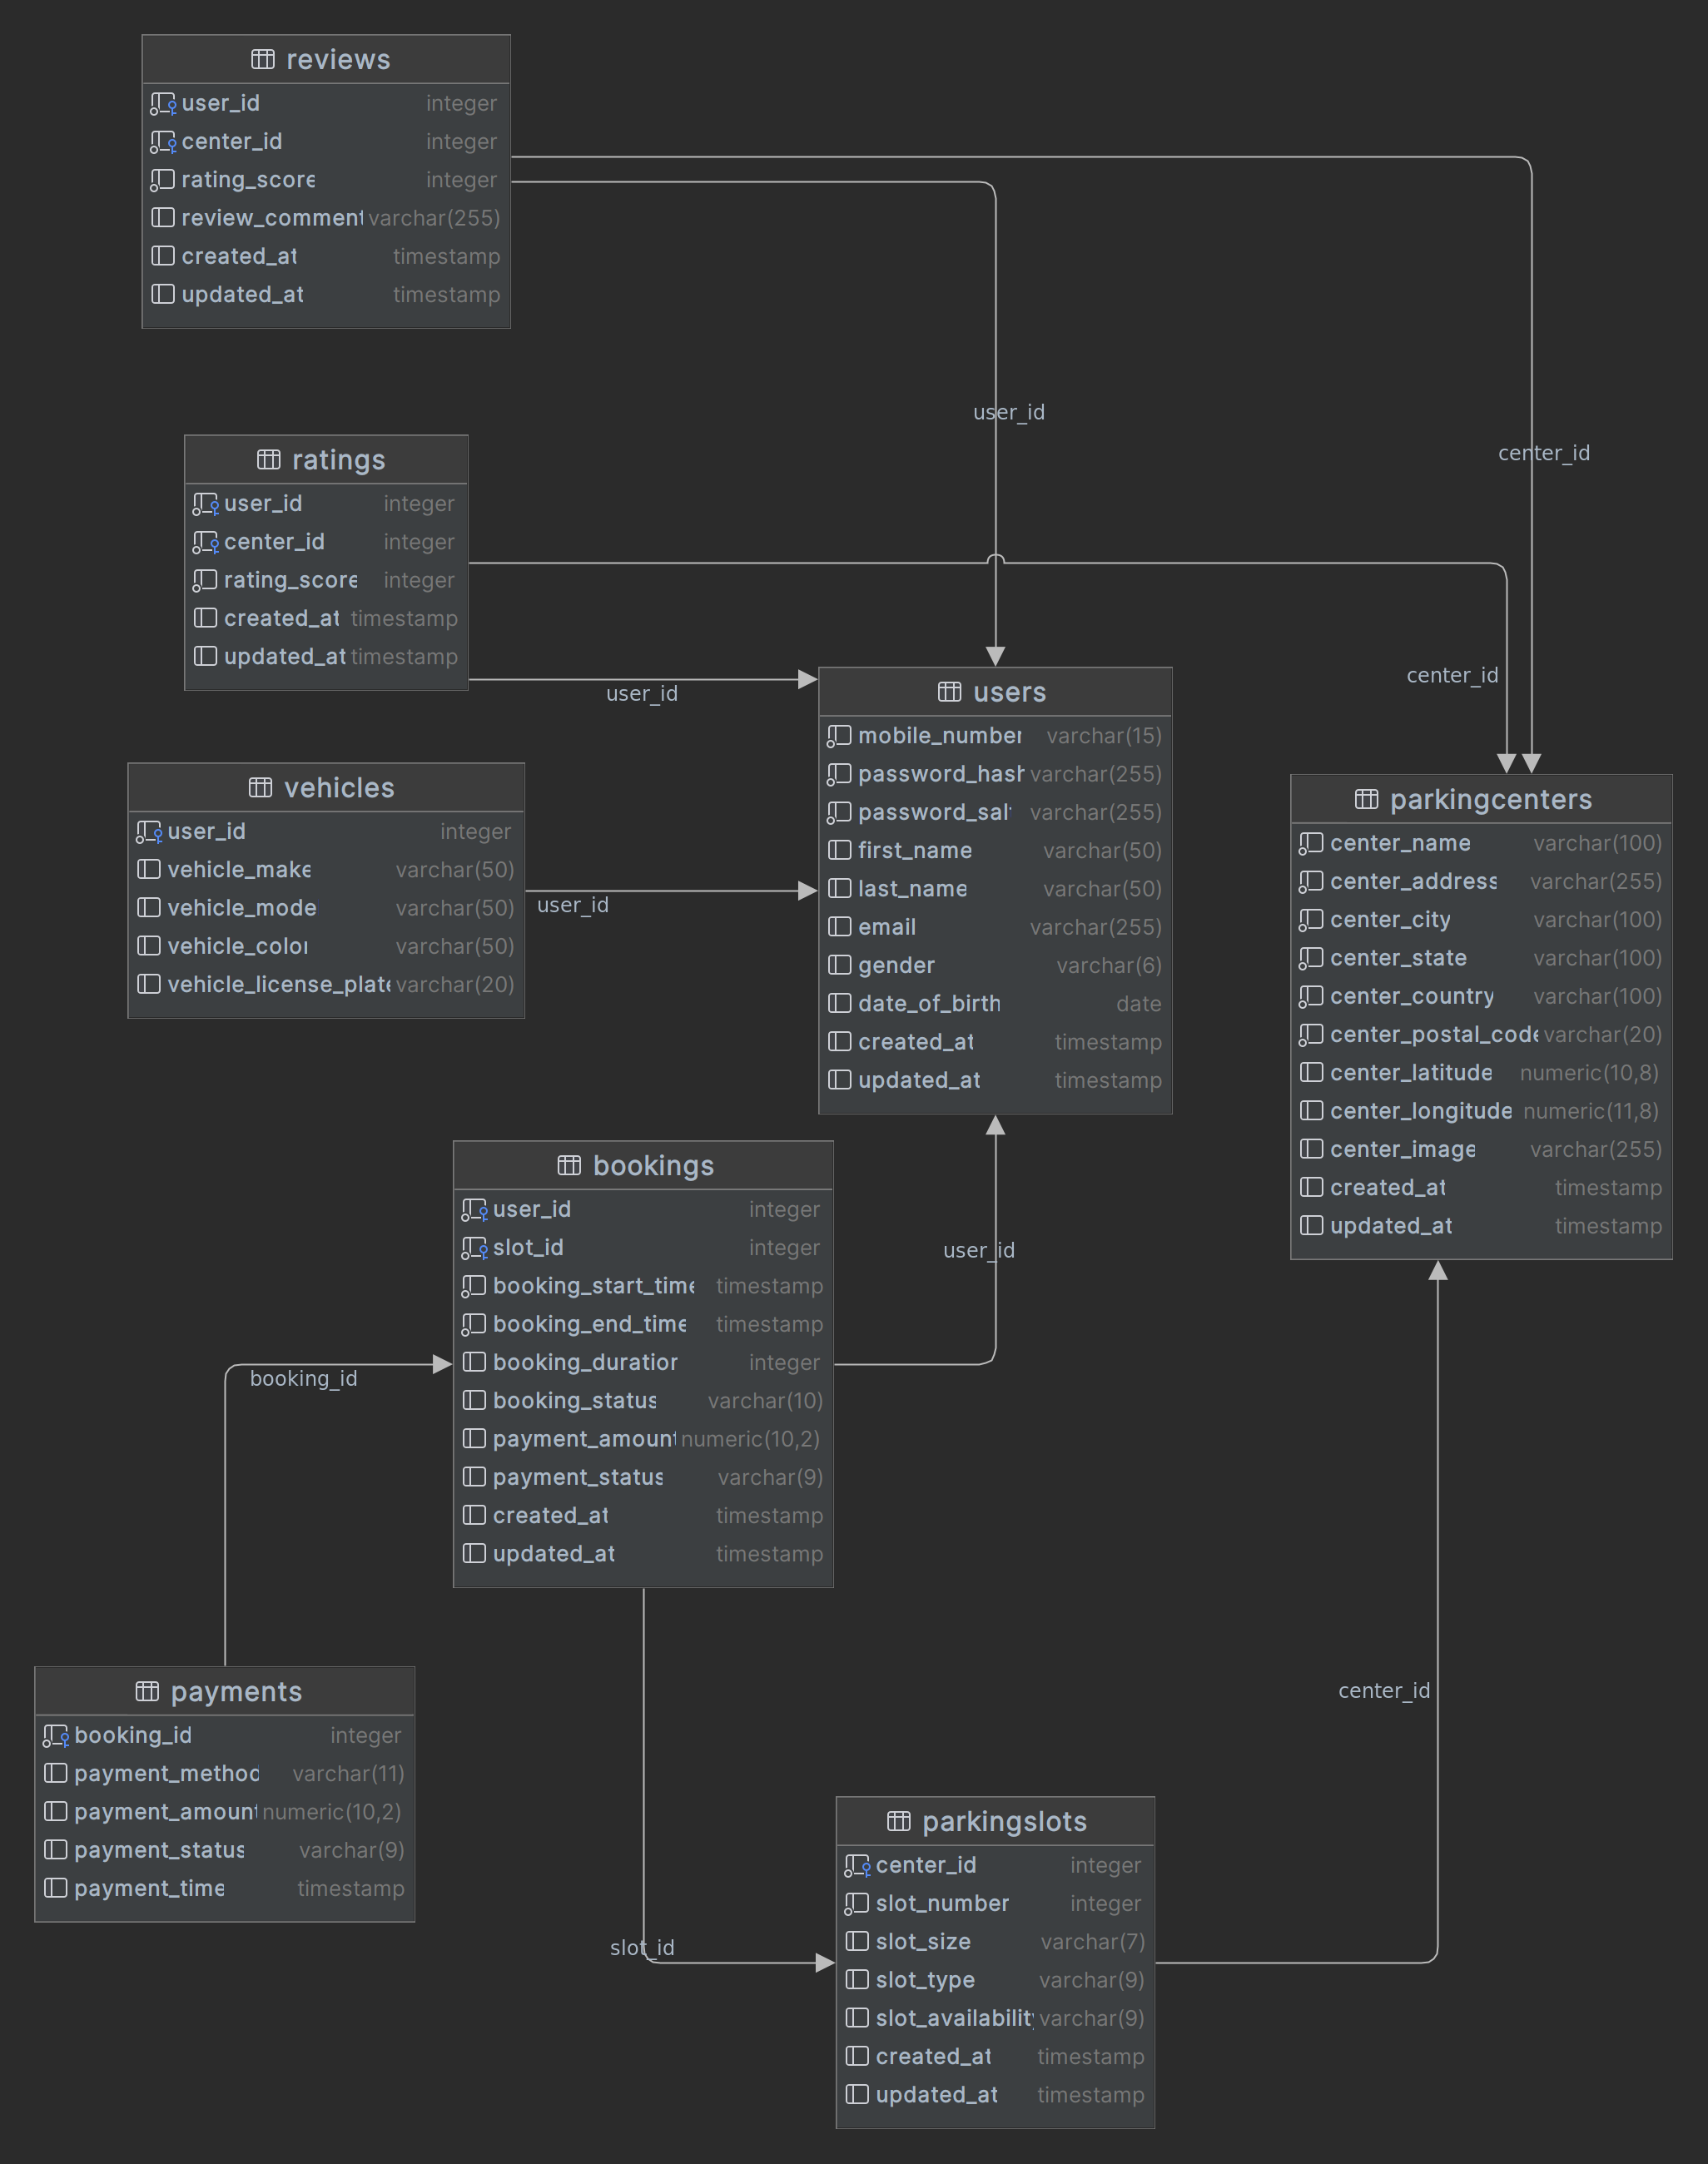 reviews
user_id integer
center_id integer
rating_score integer
review_comment varchar(255)
created_at timestamp
updated_at timestamp
user_id
center_id
ratings
user_id integer
center_id integer
rating_score integer
created_at timestamp
updated_at timestamp
user_id
center_id
users
mobile_number varchar(15)
password_hash varchar(255)
password_salt varchar(255)
first_name varchar(50)
last_name varchar(50)
email varchar(255)
gender varchar(6)
date_of_birth date
created_at timestamp
updated_at timestamp
vehicles
user_id integer
vehicle_make varchar(50)
vehicle_mode varchar(50)
vehicle_color varchar(50)
vehicle_license_plate varchar(20)
user_id
parkingcenters
center_name varchar(100)
center_address varchar(255)
center_city varchar(100)
center_state varchar(100)
center_country varchar(100)
center_postal_code varchar(20)
center_latitude numeric(10,8)
center_longitude numeric(11,8)
center_image varchar(255)
created_at timestamp
updated_at timestamp
bookings
user_id integer
slot_id integer
booking_start_time timestamp
booking_end_time timestamp
booking_duration integer
booking_status varchar(10)
payment_amount numeric(10,2)
payment_status varchar(9)
created_at timestamp
updated_at timestamp
user_id
booking_id
payments
booking_id integer
payment_method varchar(11)
payment_amount numeric(10,2)
payment_status varchar(9)
payment_time timestamp
center_id
slot_id
parkingslots
center_id integer
slot_number integer
slot_size varchar(7)
slot_type varchar(9)
slot_availability varchar(9)
created_at timestamp
updated_at timestamp